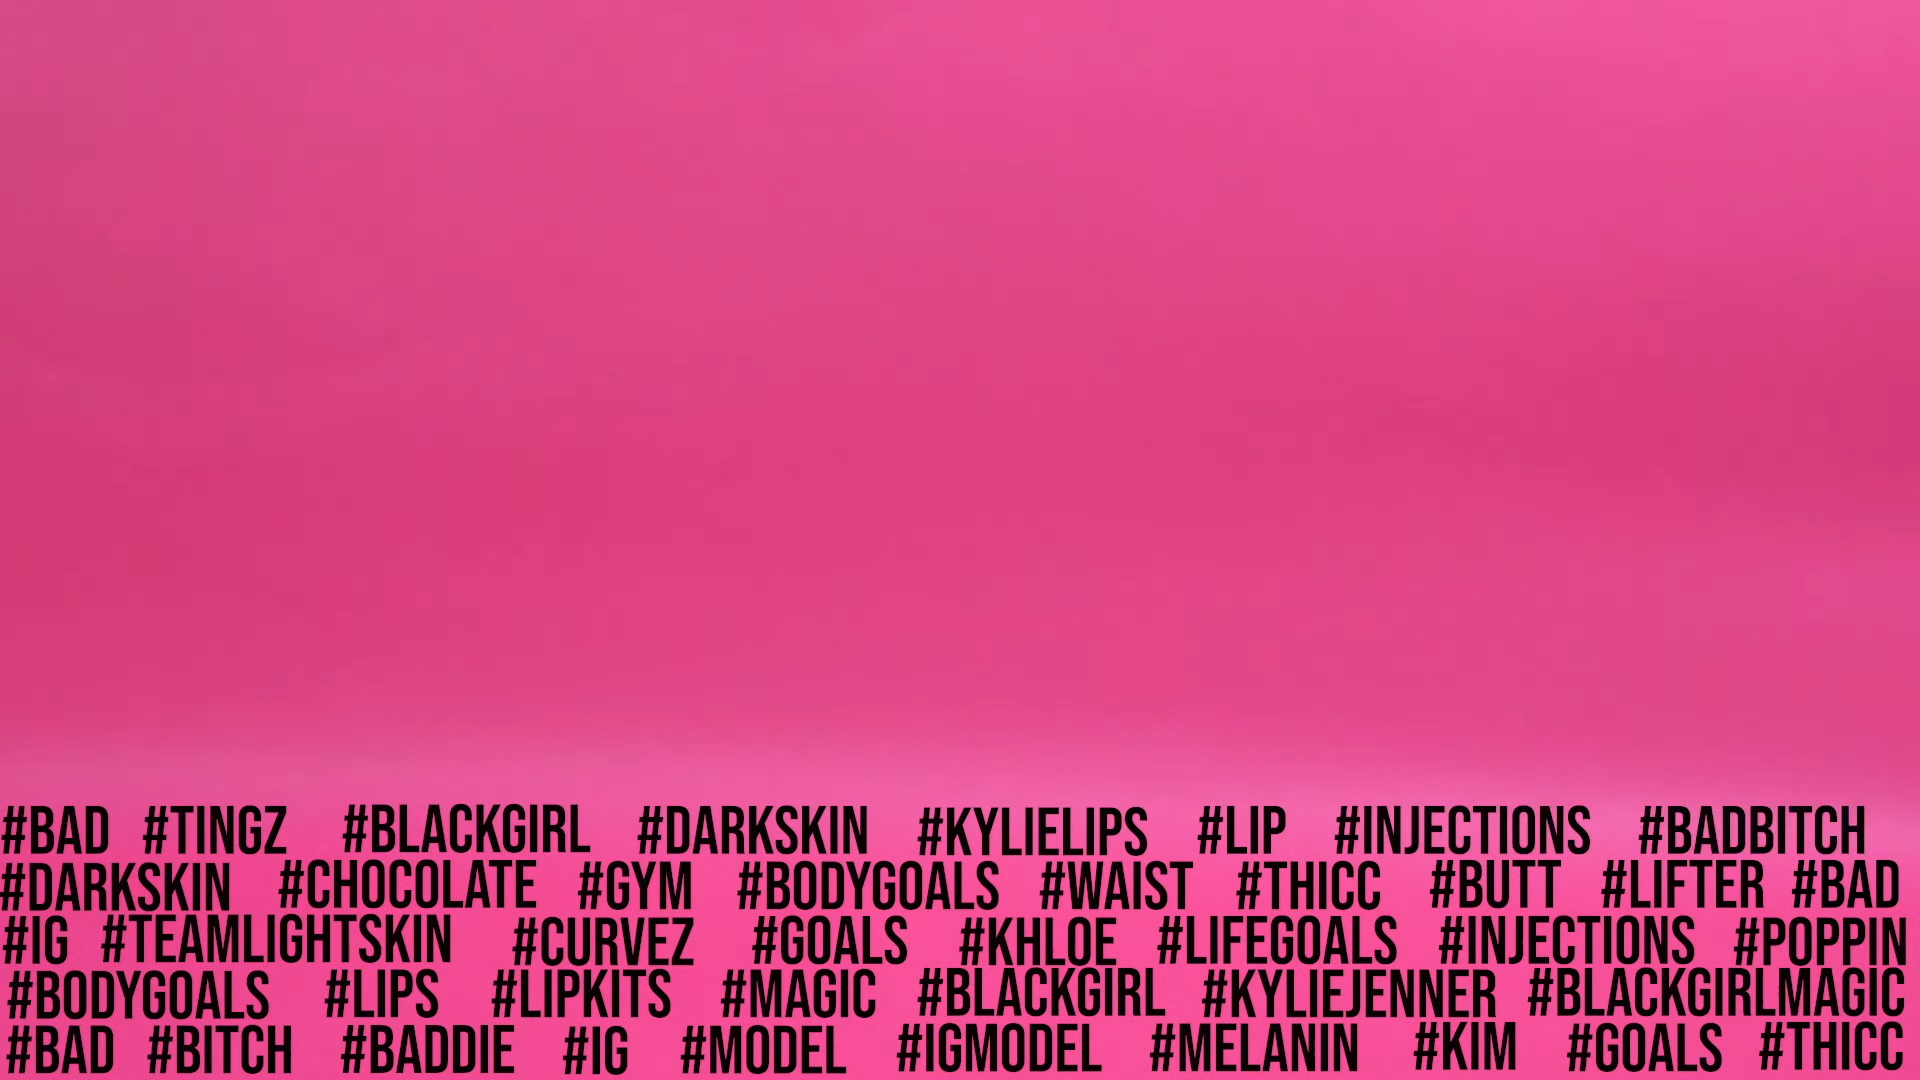 #BAD #TINGZ #BLACKGIRL #DARKSKIN #KYLIELIPS #LIP #INJECTIONS #BADBITCH
#DARKSKIN #CHOCOLATE #GYM #BODYGOALS #WAIST #THICC #BUTT #LIFTER #BAD
#IG #TEAMLIGHTSKIN #CURVEZ #GOALS #KHLOE #LIFEGOALS #INJECTIONS #POPPIN
#BODYGOALS #LIPS #LIPKITS #MAGIC #BLACKGIRL #KYLIEJENNER #BLACKGIRLMAGIC
#BAD #BITCH #BADDIE #IG #MODEL #IGMODEL #MELANIN #KIM #GOALS #THICC